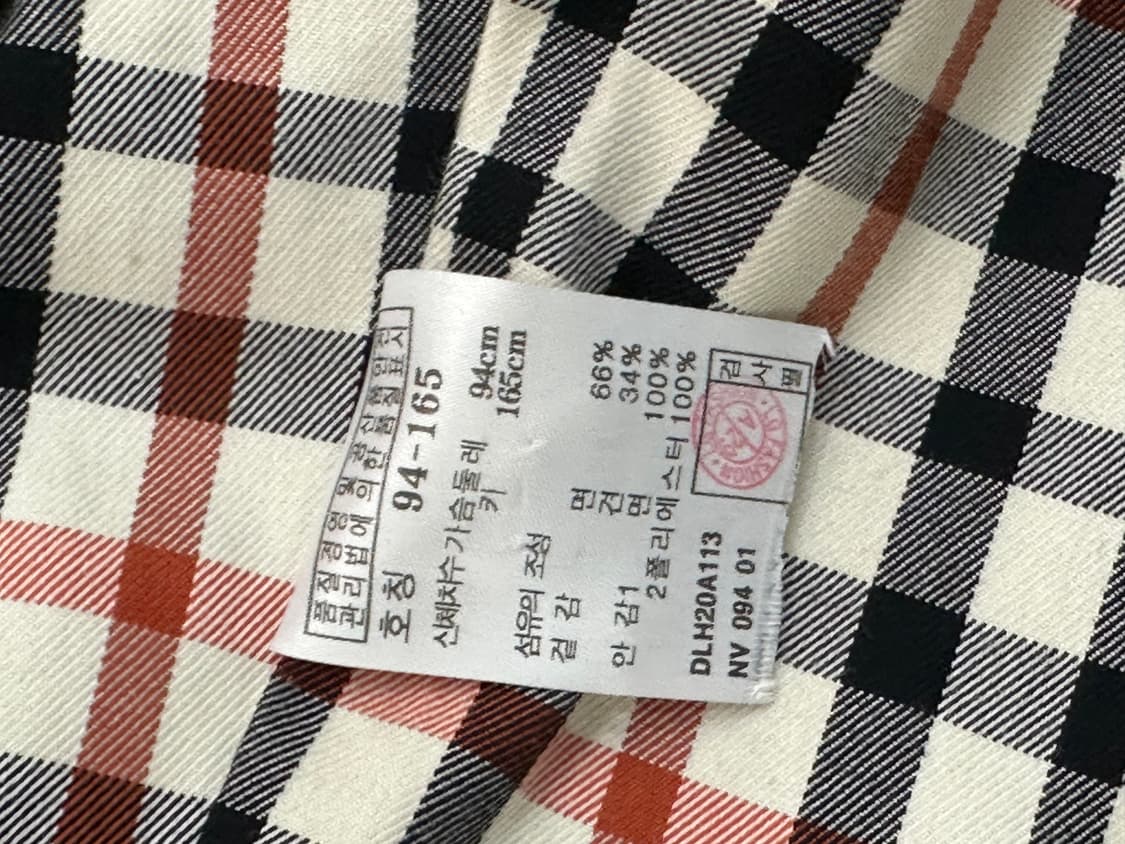 품질경영 및 공산품안전
관리법에 의한 품질표시
호칭 94-165
신체치수 가슴둘레 94cm
키 165cm
섬유의 조성
겉감 면 66%
34%
안감1 면 100%
2 폴리에스터 100%
DLH20A113
NV 094 01
검사필